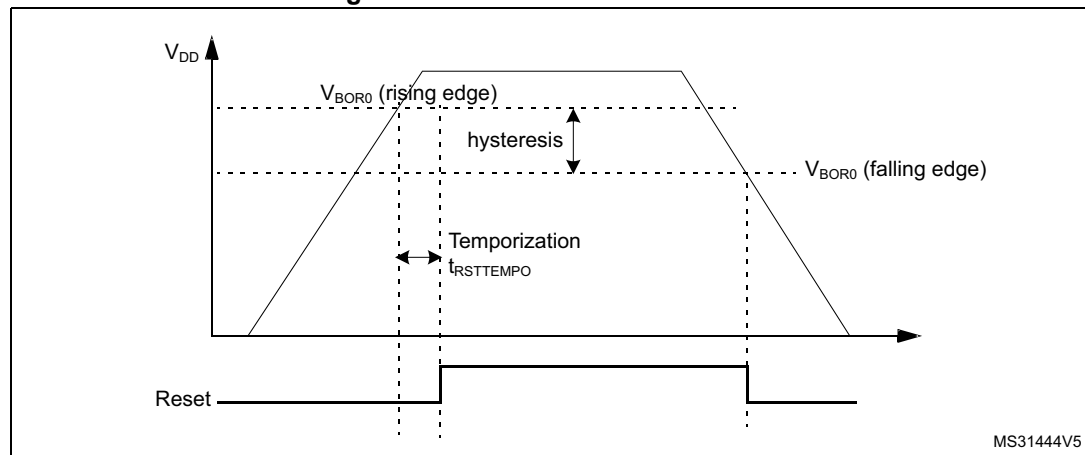 V_DD
V_BOR0 (rising edge)
hysteresis
V_BOR0 (falling edge)
Temporization
t_RSTTEMPO
Reset
MS31444V5